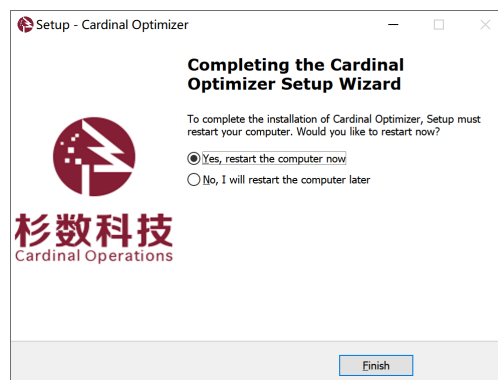 Setup - Cardinal Optimizer
Completing the Cardinal
Optimizer Setup Wizard
To complete the installation of Cardinal Optimizer, Setup must
restart your computer. Would you like to restart now?
Yes, restart the computer now
No, I will restart the computer later
杉数科技
Cardinal Operations
Finish